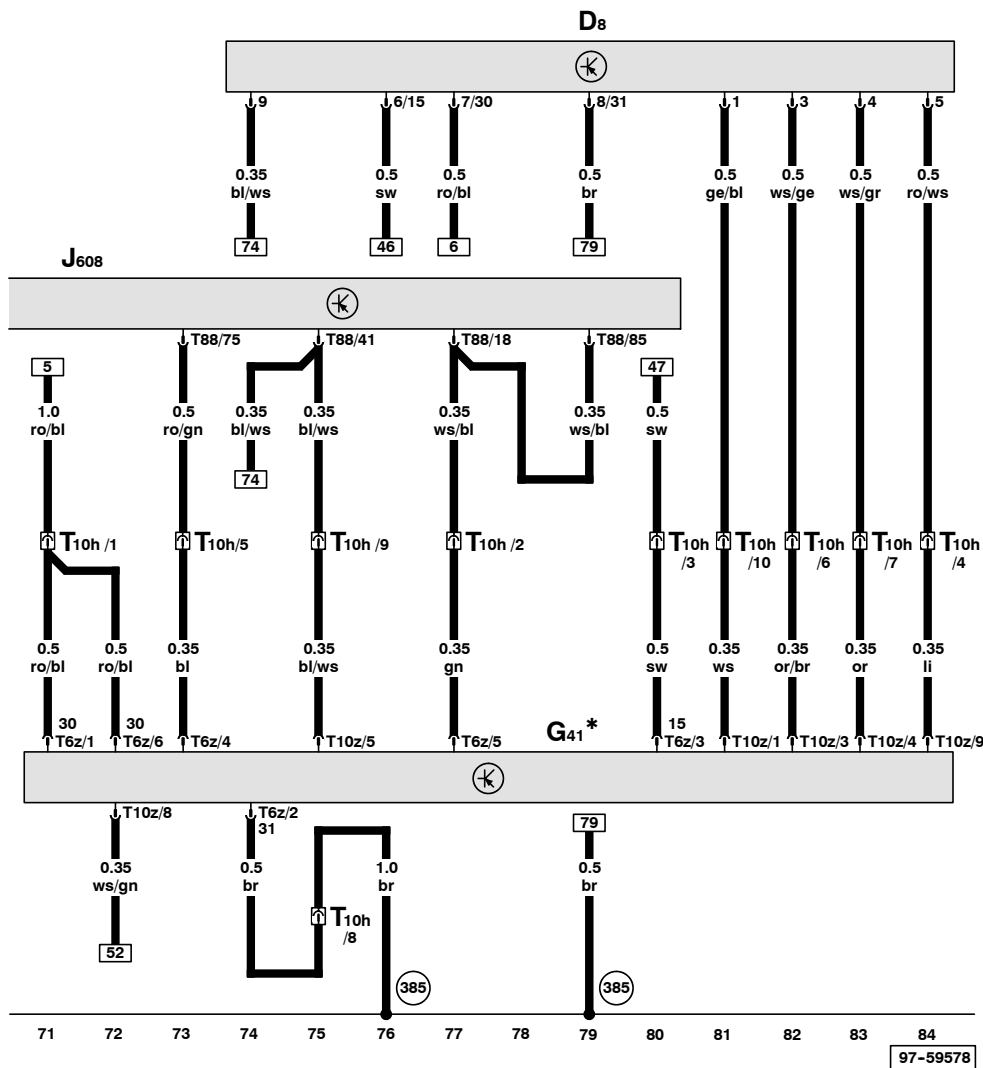 D8
9 6/15 7/30 8/31 1 3 4 5
0.35 0.5 0.5 0.5 0.5 0.5 0.5 0.5
bl/ws sw ro/bl br ge/bl ws/ge ws/gr ro/ws
74 46 6 79
J608
T88/75 T88/41 T88/18 T88/85
5 47
1.0 0.5 0.35 0.35 0.35 0.35 0.5
ro/bl ro/gn bl/ws bl/ws ws/bl ws/bl sw
74
T10h/1 T10h/5 T10h/9 T10h/2 T10h/3 T10h/10 T10h/6 T10h/7 T10h/4
0.5 0.5 0.35 0.35 0.35 0.5 0.35 0.35 0.35 0.35
ro/bl ro/bl bl bl/ws gn sw ws or/br or li
G41*
30 30 15
T6z/1 T6z/6 T6z/4 T10z/5 T6z/5 T6z/3 T10z/1 T10z/3 T10z/4 T10z/9
T10z/8 T6z/2
31
79
0.35 0.5 1.0 0.5
ws/gn br br br
T10h/8
52
385 385
71 72 73 74 75 76 77 78 79 80 81 82 83 84
97-59578